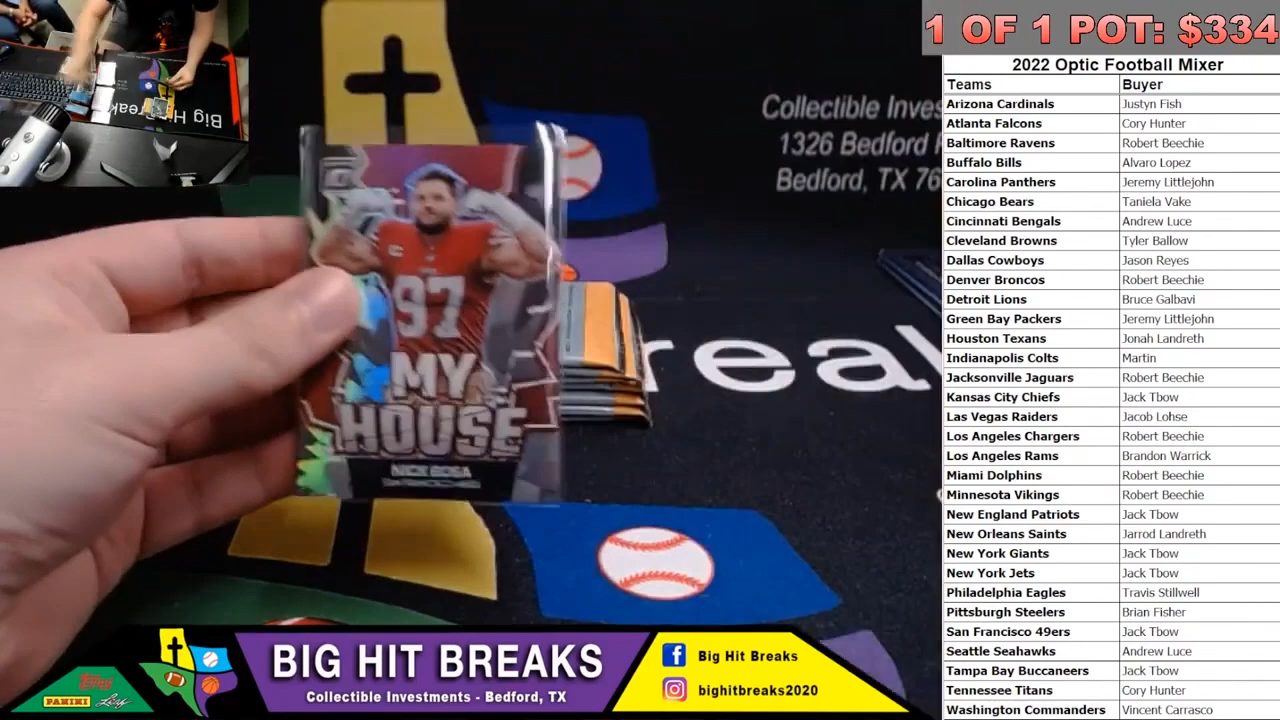 1 OF 1 POT: $334
2022 Optic Football Mixer
Teams Buyer
Arizona Cardinals Justyn Fish
Atlanta Falcons Cory Hunter
Baltimore Ravens Robert Beechie
Buffalo Bills Alvaro Lopez
Carolina Panthers Jeremy Littlejohn
Chicago Bears Taniela Vake
Cincinnati Bengals Andrew Luce
Cleveland Browns Tyler Ballow
Dallas Cowboys Jason Reyes
Denver Broncos Robert Beechie
Detroit Lions Bruce Galbavi
Green Bay Packers Jeremy Littlejohn
Houston Texans Jonah Landreth
Indianapolis Colts Martin
Jacksonville Jaguars Robert Beechie
Kansas City Chiefs Jack Tbow
Las Vegas Raiders Jacob Lohse
Los Angeles Chargers Robert Beechie
Los Angeles Rams Brandon Warrick
Miami Dolphins Robert Beechie
Minnesota Vikings Robert Beechie
New England Patriots Jack Tbow
New Orleans Saints Jarrod Landreth
New York Giants Jack Tbow
New York Jets Jack Tbow
Philadelphia Eagles Travis Stillwell
Pittsburgh Steelers Brian Fisher
San Francisco 49ers Jack Tbow
Seattle Seahawks Andrew Luce
Tampa Bay Buccaneers Jack Tbow
Tennessee Titans Cory Hunter
Washington Commanders Vincent Carrasco
Collectible Inves
1326 Bedford
Bedford, TX 76
reak
Big Hit Break
97
MY
HOUSE
NICK BOSA
BIG HIT BREAKS
Collectible Investments - Bedford, TX
Big Hit Breaks
bighitbreaks2020
Topps
PANINI
Leaf